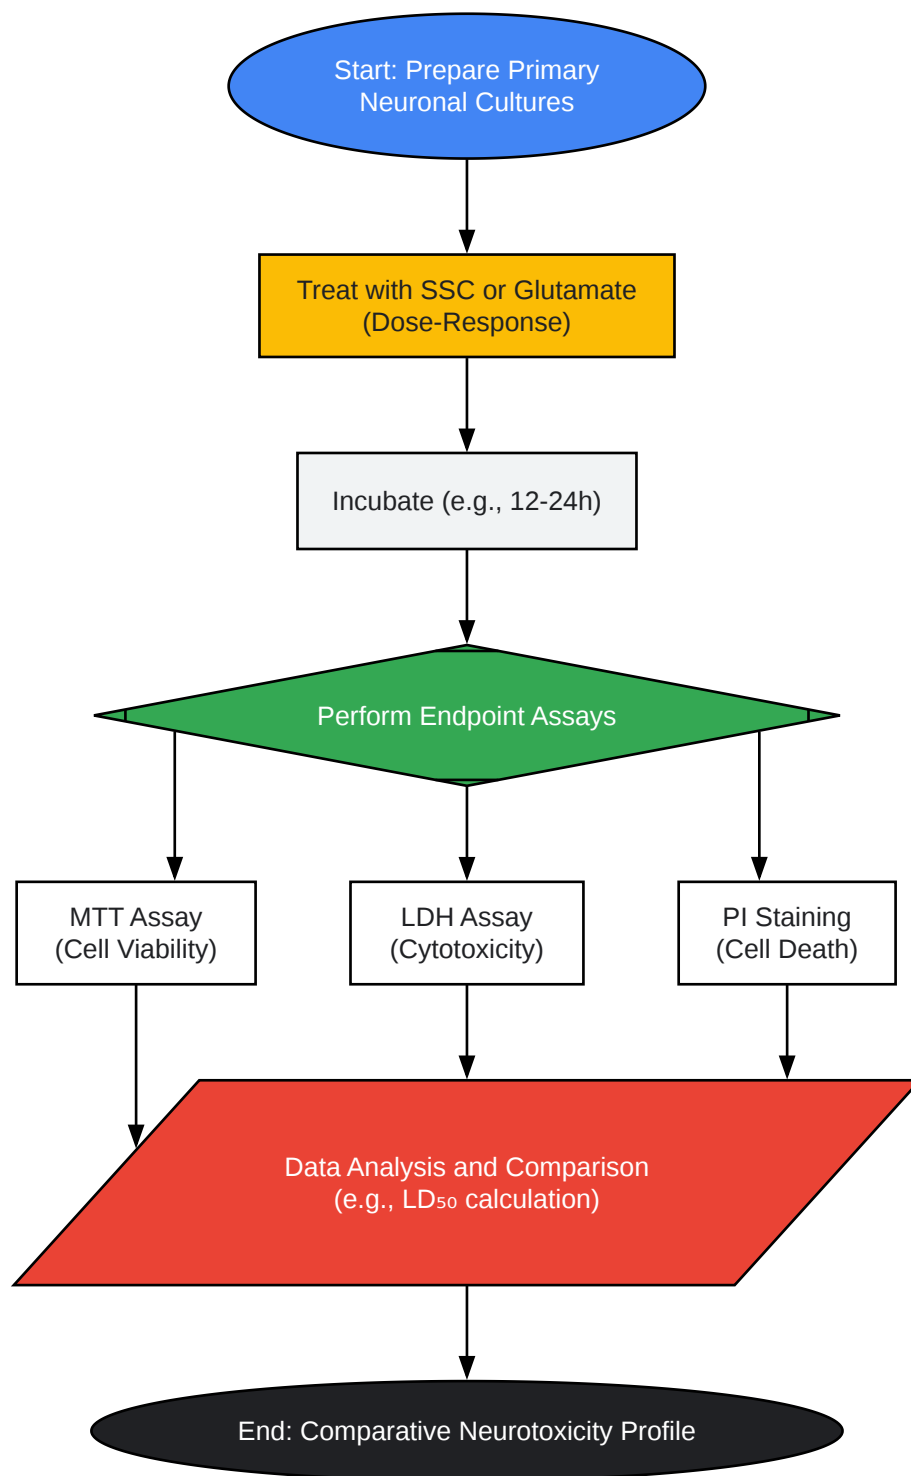 Start: Prepare Primary
Neuronal Cultures
Treat with SSC or Glutamate
(Dose-Response)
Incubate (e.g., 12-24h)
Perform Endpoint Assays
MTT Assay
(Cell Viability)
LDH Assay
(Cytotoxicity)
PI Staining
(Cell Death)
Data Analysis and Comparison
(e.g., LD₅₀ calculation)
End: Comparative Neurotoxicity Profile